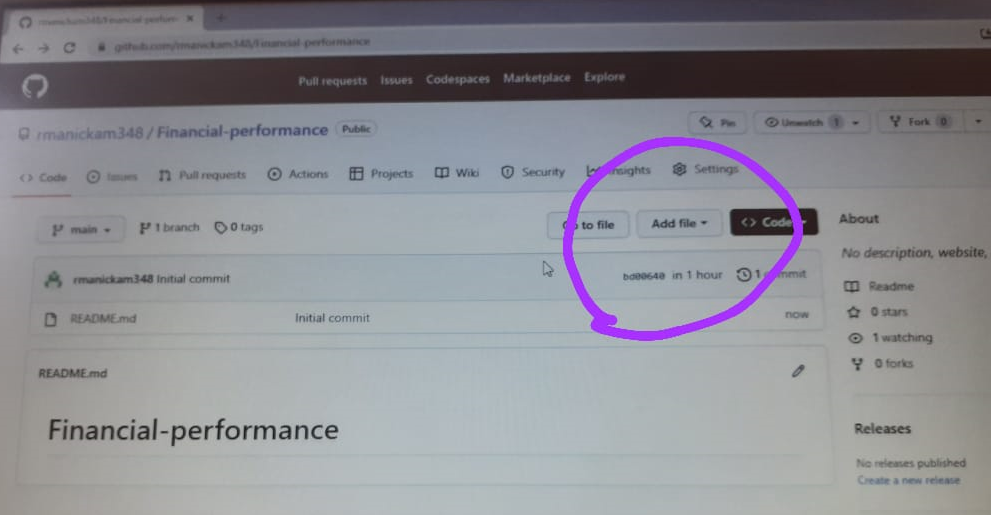 rmanickam348/Financial-perform
github.com/rmanickam348/Financial-performance
Pull requests Issues Codespaces Marketplace Explore
rmanickam348 / Financial-performance Public
Pin Unwatch 1 Fork 0
<> Code Issues Pull requests Actions Projects Wiki Security Insights Settings
main 1 branch 0 tags Go to file Add file <> Code
About
No description, website,
rmanickam348 Initial commit in 1 hour 1 commit
Readme
README.md Initial commit now
0 stars
1 watching
0 forks
README.md
Financial-performance
Releases
No releases published
Create a new release